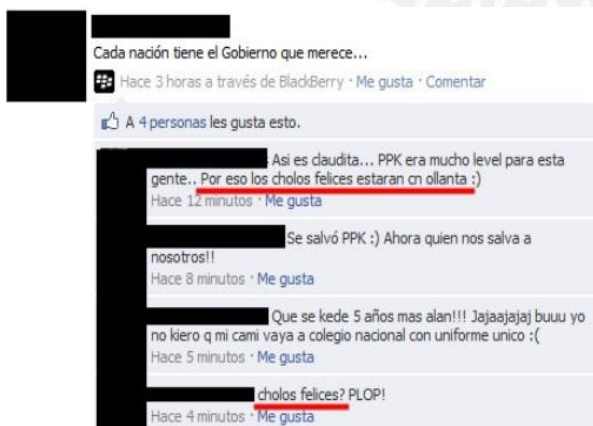 Cada nación tiene el Gobierno que merece...
Hace 3 horas a través de BlackBerry · Me gusta · Comentar
A 4 personas les gusta esto.
Asi es claudita... PPK era mucho level para esta
gente.. Por eso los cholos felices estaran cn ollanta :)
Hace 12 minutos · Me gusta
Se salvó PPK :) Ahora quien nos salva a
nosotros!!
Hace 8 minutos · Me gusta
Que se kede 5 años mas alan!!! Jajaajajaj buuu yo
no kiero q mi cami vaya a colegio nacional con uniforme unico :(
Hace 5 minutos · Me gusta
cholos felices? PLOP!
Hace 4 minutos · Me gusta